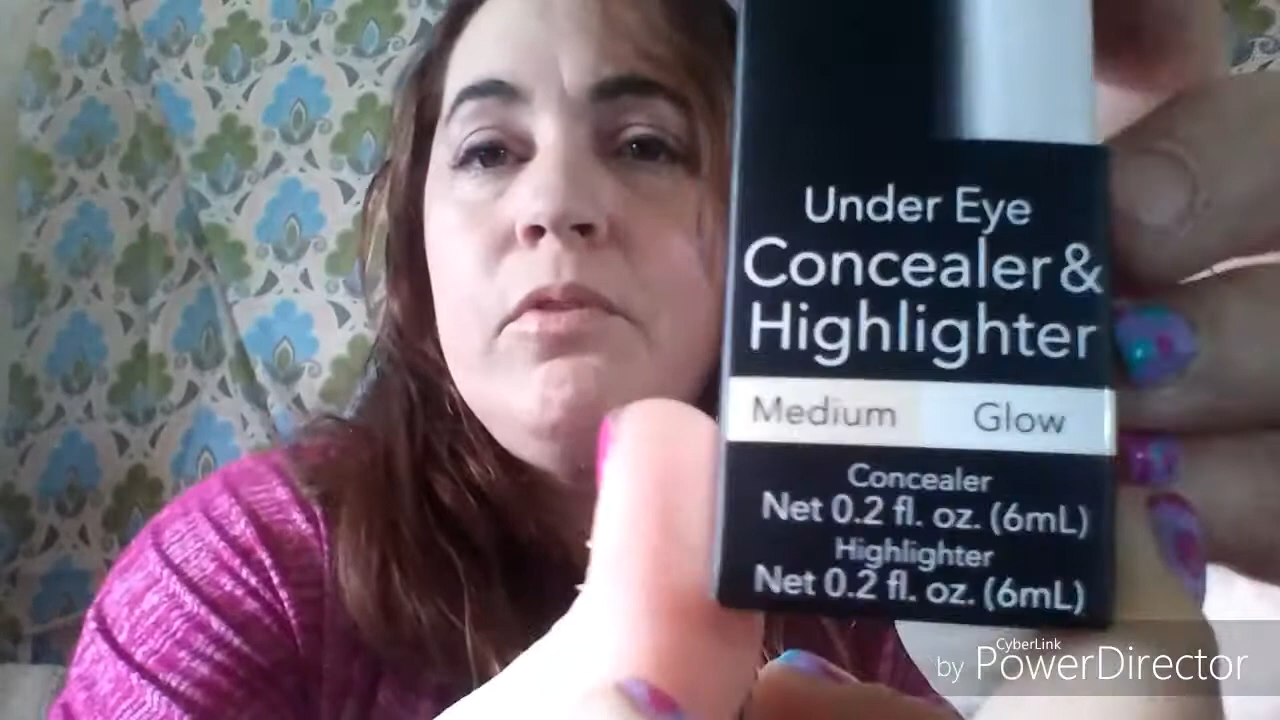 Under Eye
Concealer &
Highlighter
Medium Glow
Concealer
Net 0.2 fl. oz. (6mL)
Highlighter
Net 0.2 fl. oz. (6mL)
CyberLink
by PowerDirector